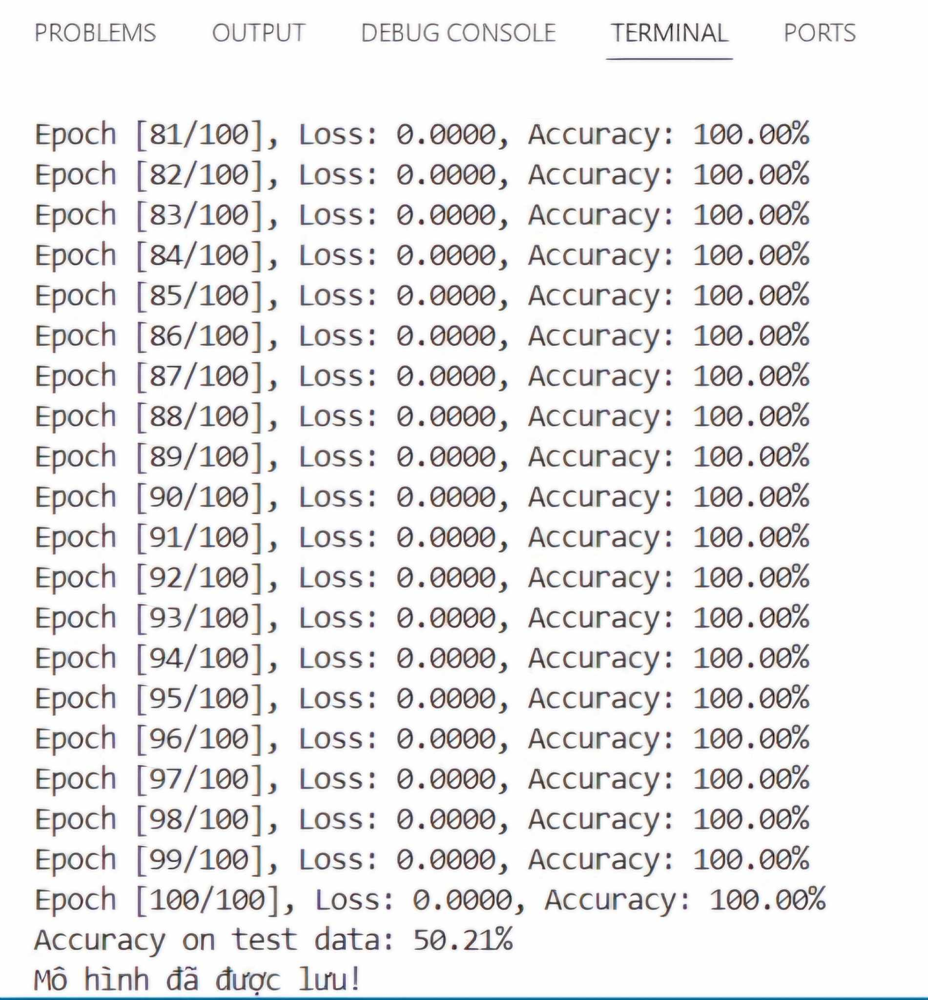 PROBLEMS OUTPUT DEBUG CONSOLE TERMINAL PORTS
Epoch [81/100], Loss: 0.0000, Accuracy: 100.00%
Epoch [82/100], Loss: 0.0000, Accuracy: 100.00%
Epoch [83/100], Loss: 0.0000, Accuracy: 100.00%
Epoch [84/100], Loss: 0.0000, Accuracy: 100.00%
Epoch [85/100], Loss: 0.0000, Accuracy: 100.00%
Epoch [86/100], Loss: 0.0000, Accuracy: 100.00%
Epoch [87/100], Loss: 0.0000, Accuracy: 100.00%
Epoch [88/100], Loss: 0.0000, Accuracy: 100.00%
Epoch [89/100], Loss: 0.0000, Accuracy: 100.00%
Epoch [90/100], Loss: 0.0000, Accuracy: 100.00%
Epoch [91/100], Loss: 0.0000, Accuracy: 100.00%
Epoch [92/100], Loss: 0.0000, Accuracy: 100.00%
Epoch [93/100], Loss: 0.0000, Accuracy: 100.00%
Epoch [94/100], Loss: 0.0000, Accuracy: 100.00%
Epoch [95/100], Loss: 0.0000, Accuracy: 100.00%
Epoch [96/100], Loss: 0.0000, Accuracy: 100.00%
Epoch [97/100], Loss: 0.0000, Accuracy: 100.00%
Epoch [98/100], Loss: 0.0000, Accuracy: 100.00%
Epoch [99/100], Loss: 0.0000, Accuracy: 100.00%
Epoch [100/100], Loss: 0.0000, Accuracy: 100.00%
Accuracy on test data: 50.21%
Mô hình đã được lưu!